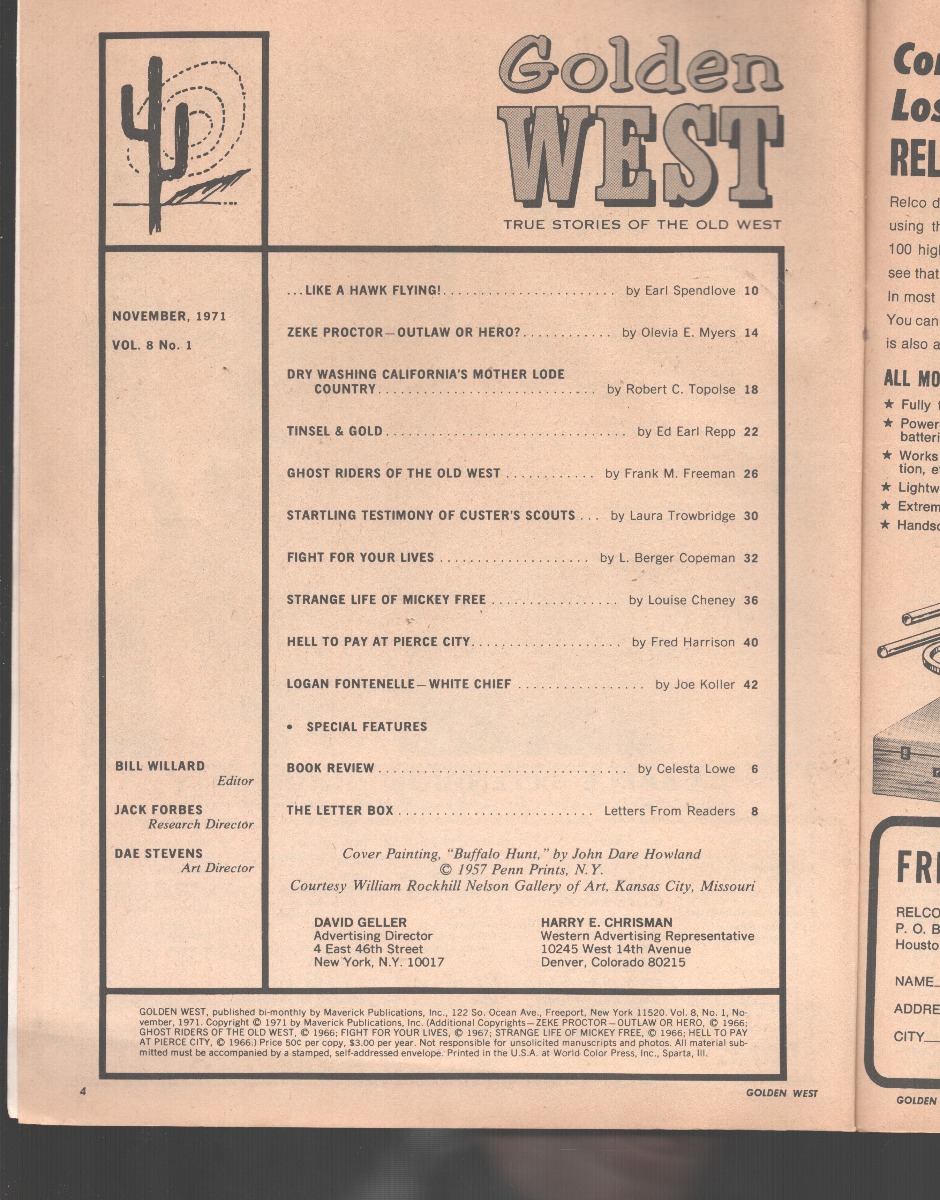 Golden
WEST
TRUE STORIES OF THE OLD WEST
NOVEMBER, 1971
VOL. 8 No. 1
...LIKE A HAWK FLYING!...................... by Earl Spendlove 10
ZEKE PROCTOR—OUTLAW OR HERO?............ by Olevia E. Myers 14
DRY WASHING CALIFORNIA'S MOTHER LODE
COUNTRY............................ by Robert C. Topolse 18
TINSEL & GOLD............................... by Ed Earl Repp 22
GHOST RIDERS OF THE OLD WEST ............ by Frank M. Freeman 26
STARTLING TESTIMONY OF CUSTER'S SCOUTS ... by Laura Trowbridge 30
FIGHT FOR YOUR LIVES ................... by L. Berger Copeman 32
STRANGE LIFE OF MICKEY FREE ................ by Louise Cheney 36
HELL TO PAY AT PIERCE CITY................... by Fred Harrison 40
LOGAN FONTENELLE—WHITE CHIEF ................ by Joe Koller 42
• SPECIAL FEATURES
BOOK REVIEW................................ by Celesta Lowe 6
THE LETTER BOX ......................... Letters From Readers 8
BILL WILLARD
Editor
JACK FORBES
Research Director
DAE STEVENS
Art Director
Cover Painting, "Buffalo Hunt," by John Dare Howland
© 1957 Penn Prints, N.Y.
Courtesy William Rockhill Nelson Gallery of Art, Kansas City, Missouri
DAVID GELLER
Advertising Director
4 East 46th Street
New York, N.Y. 10017
HARRY E. CHRISMAN
Western Advertising Representative
10245 West 14th Avenue
Denver, Colorado 80215
GOLDEN WEST, published bi-monthly by Maverick Publications, Inc., 122 So. Ocean Ave., Freeport, New York 11520. Vol. 8, No. 1, No-
vember, 1971. Copyright © 1971 by Maverick Publications, Inc. (Additional Copyrights—ZEKE PROCTOR—OUTLAW OR HERO, © 1966;
GHOST RIDERS OF THE OLD WEST, © 1966; FIGHT FOR YOUR LIVES, © 1967; STRANGE LIFE OF MICKEY FREE, © 1966; HELL TO PAY
AT PIERCE CITY, © 1966.) Price 50¢ per copy, $3.00 per year. Not responsible for unsolicited manuscripts and photos. All material sub-
mitted must be accompanied by a stamped, self-addressed envelope. Printed in the U.S.A. at World Color Press, Inc., Sparta, Ill.
4
GOLDEN WEST
Relco
using
100
see that
In most
You can
is also
ALL
★ Fully
★
★ Works
★
★
★
RELCO
P. O.
NAME
CITY
GOLDEN